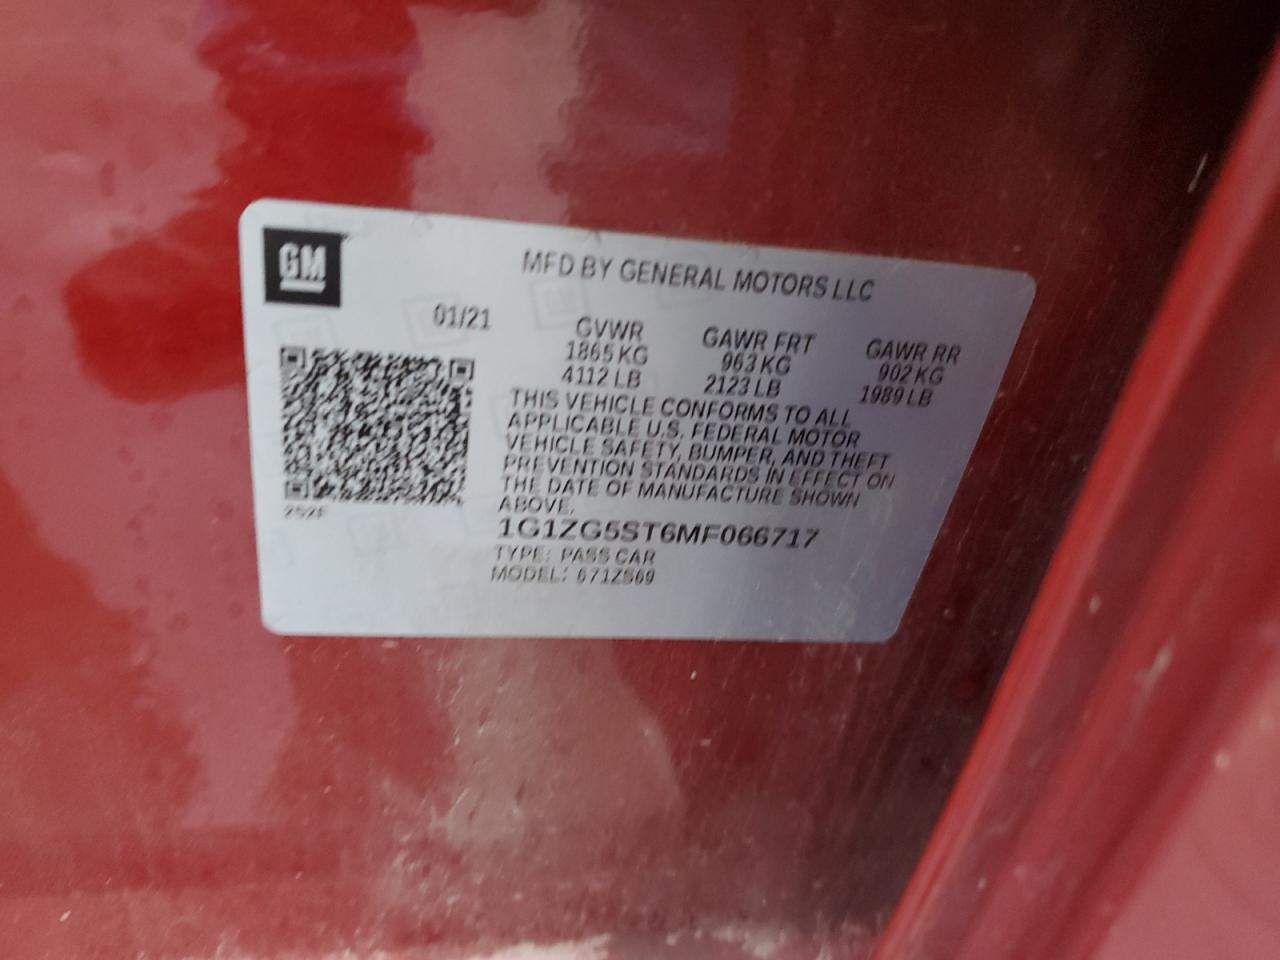 GM
MFD BY GENERAL MOTORS LLC
01/21
GVWR GAWR FRT GAWR RR
1865 KG 963 KG 902 KG
4112 LB 2123 LB 1989 LB
THIS VEHICLE CONFORMS TO ALL
APPLICABLE U.S. FEDERAL MOTOR
VEHICLE SAFETY, BUMPER, AND THEFT
PREVENTION STANDARDS IN EFFECT ON
THE DATE OF MANUFACTURE SHOWN
ABOVE.
2S2F
1G1ZG5ST6MF066717
TYPE: PASS CAR
MODEL: 671ZS69